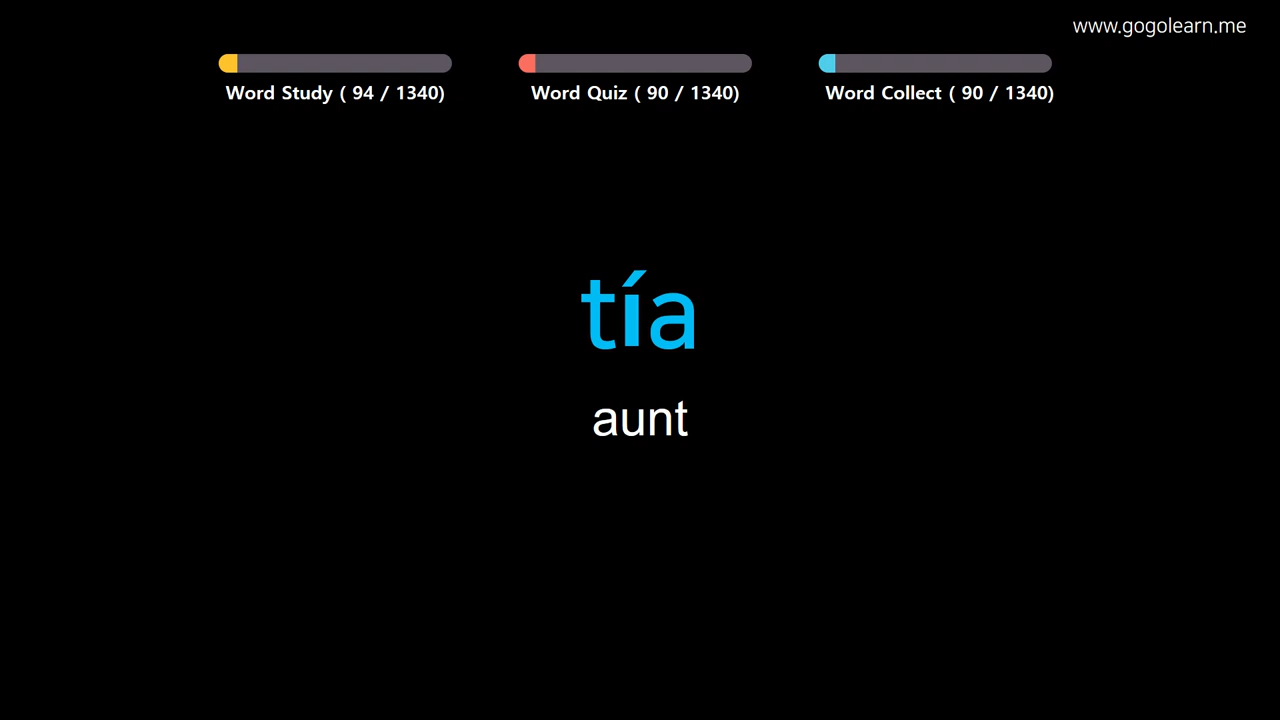 www.gogolearn.me
Word Study ( 94 / 1340)
Word Quiz ( 90 / 1340)
Word Collect ( 90 / 1340)
tía
aunt